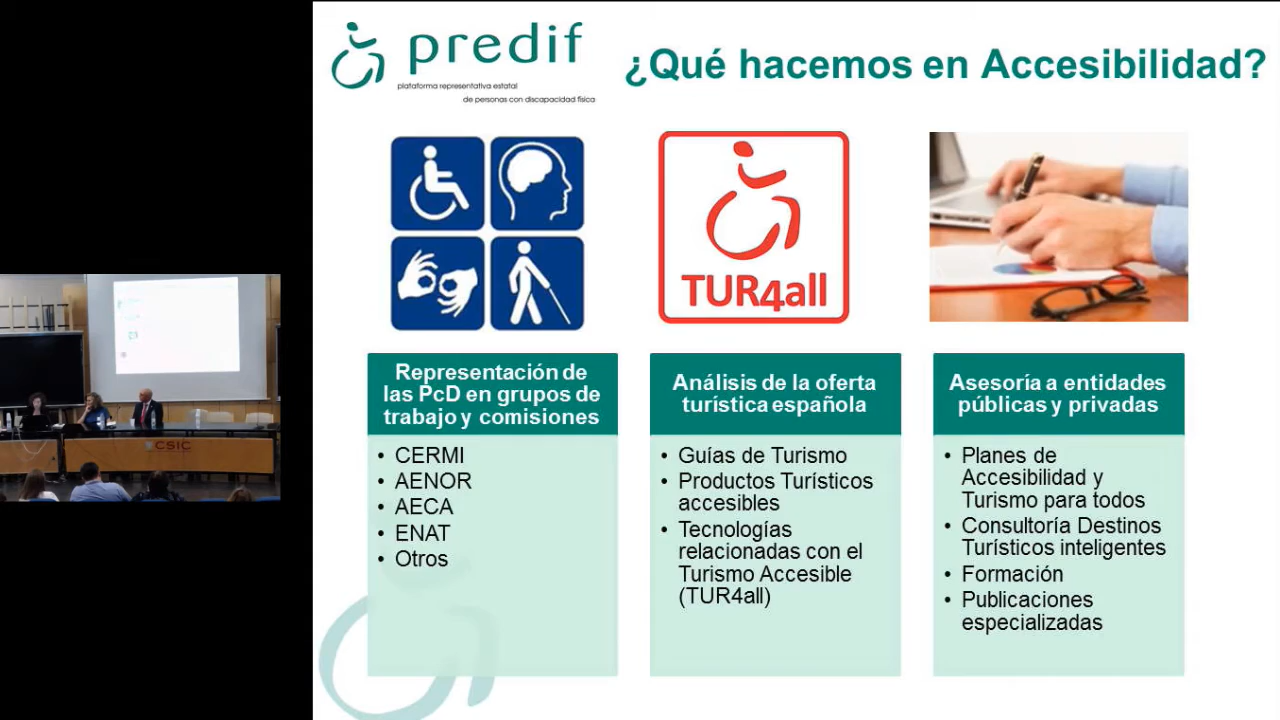 predif
plataforma representativa estatal
de personas con discapacidad física
¿Qué hacemos en Accesibilidad?
TUR4all
Representación de
las PcD en grupos de
trabajo y comisiones
• CERMI
• AENOR
• AECA
• ENAT
• Otros
Análisis de la oferta
turística española
• Guías de Turismo
• Productos Turísticos
accesibles
• Tecnologías
relacionadas con el
Turismo Accesible
(TUR4all)
Asesoría a entidades
públicas y privadas
• Planes de
Accesibilidad y
Turismo para todos
• Consultoría Destinos
Turísticos inteligentes
• Formación
• Publicaciones
especializadas
CSIC